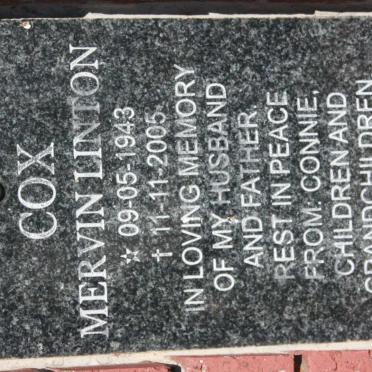 COX
MERVIN LINTON
☆ 09-05-1943
† 11-11-2005
IN LOVING MEMORY
OF MY HUSBAND
AND FATHER
REST IN PEACE
FROM: CONNIE,
CHILDREN AND
GRANDCHILDREN